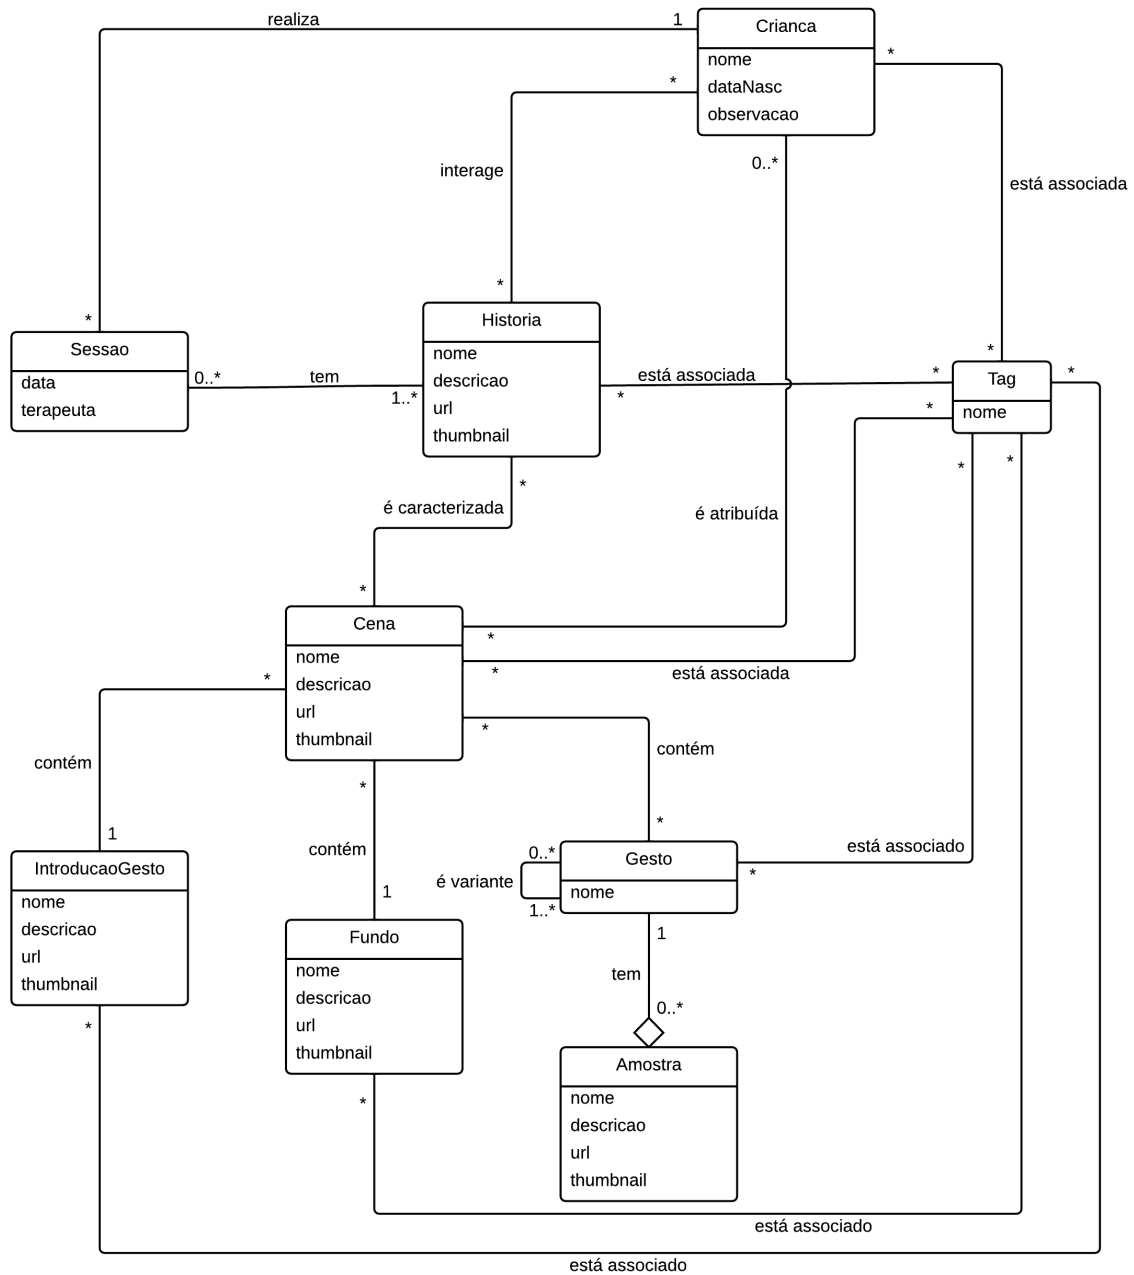 realiza
1
Crianca
nome
dataNasc
observacao
*
*
interage
0..*
está associada
*
*
*
Sessao
data
terapeuta
0..*
tem
1..*
Historia
nome
descricao
url
thumbnail
está associada
*
*
Tag
nome
*
*
*
*
*
é caracterizada
é atribuída
*
Cena
nome
descricao
url
thumbnail
*
*
está associada
*
*
contém
contém
*
contém
1
1
*
IntroducaoGesto
nome
descricao
url
thumbnail
0..*
é variante
1..*
Gesto
nome
está associado
*
1
tem
0..*
Fundo
nome
descricao
url
thumbnail
*
*
Amostra
nome
descricao
url
thumbnail
está associado
está associado